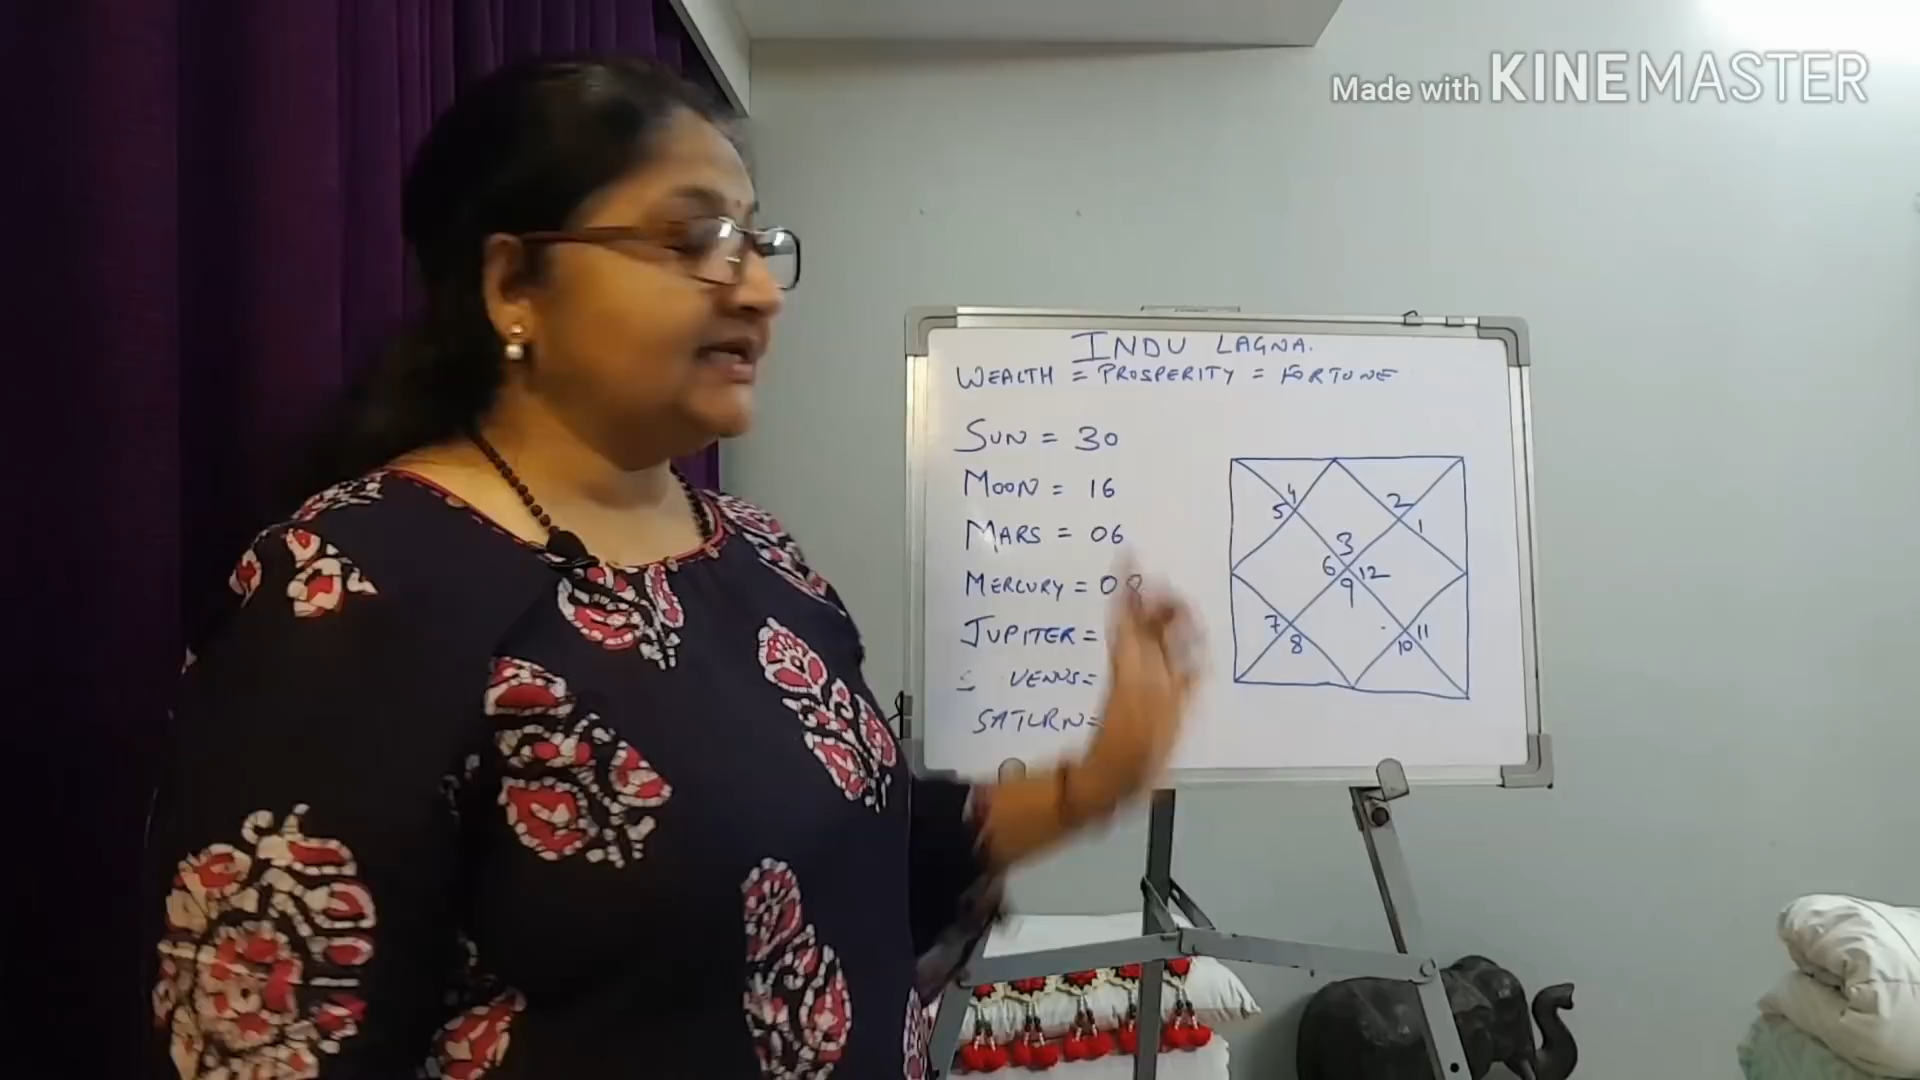 Made with KINEMASTER
INDU LAGNA.
WEALTH = PROSPERITY = FORTUNE
SUN = 30
MOON = 16
MARS = 06
MERCURY = 08
JUPITER =
VENUS =
SATURN =
4 2
5 1
3
6 12
9
7 11
8 10